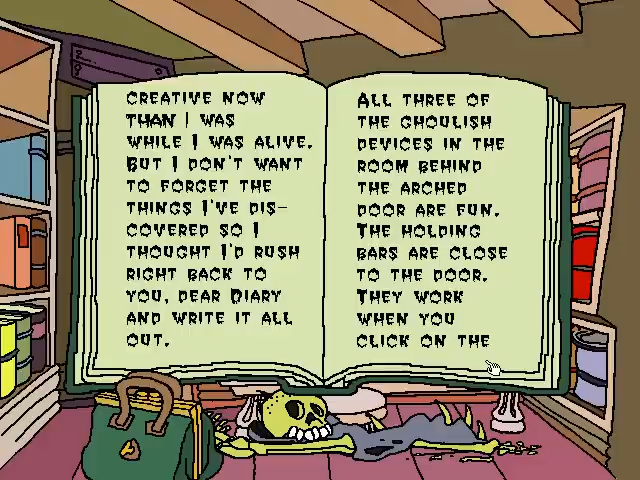 CREATIVE NOW
THAN I WAS
WHILE I WAS ALIVE.
BUT I DON'T WANT
TO FORGET THE
THINGS I'VE DIS-
COVERED SO I
THOUGHT I'D RUSH
RIGHT BACK TO
YOU, DEAR DIARY
AND WRITE IT ALL
OUT.
ALL THREE OF
THE GHOULISH
DEVICES IN THE
ROOM BEHIND
THE ARCHED
DOOR ARE FUN.
THE HOLDING
BARS ARE CLOSE
TO THE DOOR.
THEY WORK
WHEN YOU
CLICK ON THE